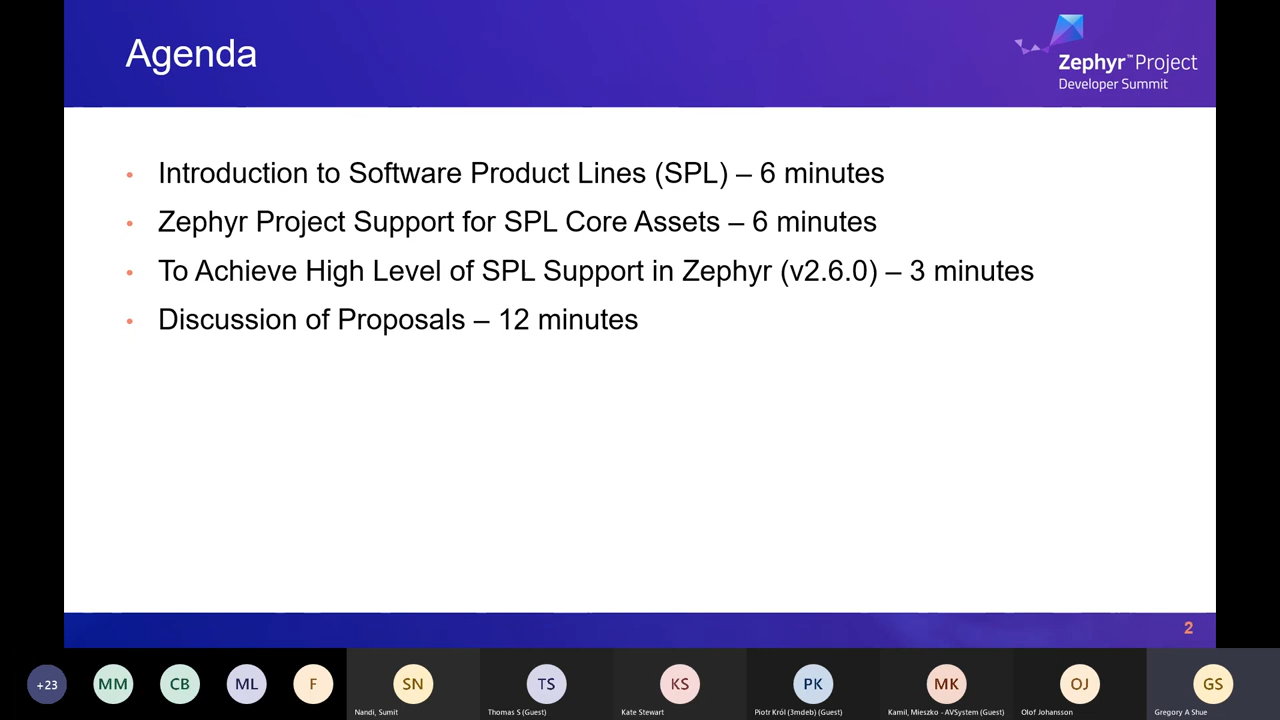 Agenda
Zephyr™Project
Developer Summit
• Introduction to Software Product Lines (SPL) – 6 minutes
• Zephyr Project Support for SPL Core Assets – 6 minutes
• To Achieve High Level of SPL Support in Zephyr (v2.6.0) – 3 minutes
• Discussion of Proposals – 12 minutes
2
+23 MM CB ML F SN TS KS PK MK OJ GS
Nandi, Sumit Thomas S (Guest) Kate Stewart Piotr Król (3mdeb) (Guest) Kamil, Mieszko - AVSystem (Guest) Olof Johansson Gregory A Shue